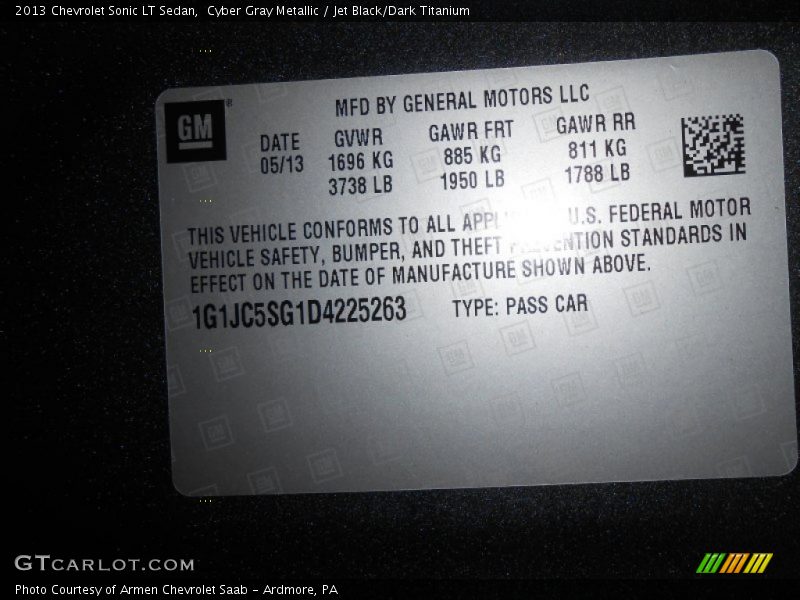 2013 Chevrolet Sonic LT Sedan,  Cyber Gray Metallic / Jet Black/Dark Titanium
GM
®
MFD BY GENERAL MOTORS LLC
DATE GVWR GAWR FRT GAWR RR
05/13 1696 KG 885 KG 811 KG
3738 LB 1950 LB 1788 LB
THIS VEHICLE CONFORMS TO ALL U.S. FEDERAL MOTOR
VEHICLE SAFETY, BUMPER, AND THEFT STANDARDS IN
EFFECT ON THE DATE OF MANUFACTURE SHOWN ABOVE.
1G1JC5SG1D4225263 TYPE: PASS CAR
GTCARLOT.COM
Photo Courtesy of Armen Chevrolet Saab - Ardmore, PA